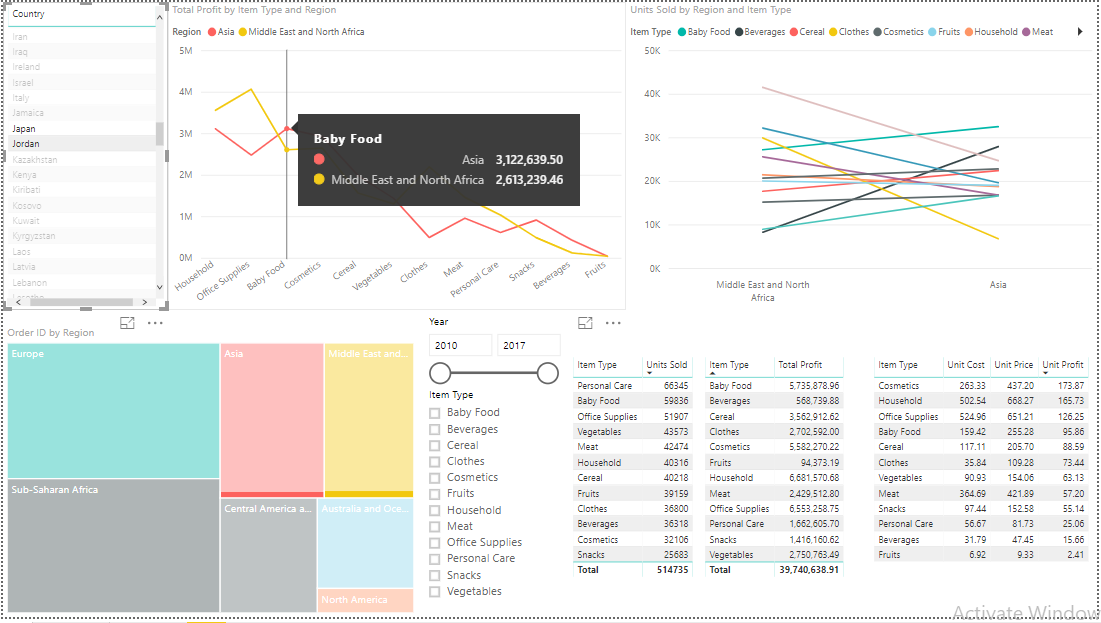 Country
Iran
Iraq
Ireland
Israel
Italy
Jamaica
Japan
Jordan
Kazakhstan
Kenya
Kiribati
Kosovo
Kuwait
Kyrgyzstan
Laos
Latvia
Lebanon
Total Profit by Item Type and Region
Region Asia Middle East and North Africa
5M
4M
3M
2M
1M
0M
Baby Food
Asia 3,122,639.50
Middle East and North Africa 2,613,239.46
Household
Office Supplies
Baby Food
Cosmetics
Cereal
Vegetables
Clothes
Meat
Personal Care
Snacks
Beverages
Fruits
Units Sold by Region and Item Type
Item Type Baby Food Beverages Cereal Clothes Cosmetics Fruits Household Meat
50K
40K
30K
20K
10K
0K
Middle East and North
Africa
Asia
Order ID by Region
Europe
Asia
Middle East and...
Sub-Saharan Africa
Central America a...
Australia and Oce...
North America
Year
2010 2017
Item Type
Baby Food
Beverages
Cereal
Clothes
Cosmetics
Fruits
Household
Meat
Office Supplies
Personal Care
Snacks
Vegetables
Item Type Units Sold
Personal Care 66345
Baby Food 59836
Office Supplies 51907
Vegetables 43573
Meat 42474
Household 40316
Cereal 40218
Fruits 39159
Clothes 36800
Beverages 36318
Cosmetics 32106
Snacks 25683
Total 514735
Item Type Total Profit
Baby Food 5,735,878.96
Beverages 568,739.88
Cereal 3,562,912.62
Clothes 2,702,592.00
Cosmetics 5,582,270.22
Fruits 94,373.19
Household 6,681,570.68
Meat 2,429,512.80
Office Supplies 6,553,258.75
Personal Care 1,662,605.70
Snacks 1,416,160.62
Vegetables 2,750,763.49
Total 39,740,638.91
Item Type Unit Cost Unit Price Unit Profit
Cosmetics 263.33 437.20 173.87
Household 502.54 668.27 165.73
Office Supplies 524.96 651.21 126.25
Baby Food 159.42 255.28 95.86
Cereal 117.11 205.70 88.59
Clothes 35.84 109.28 73.44
Vegetables 90.93 154.06 63.13
Meat 364.69 421.89 57.20
Snacks 97.44 152.58 55.14
Personal Care 56.67 81.73 25.06
Beverages 31.79 47.45 15.66
Fruits 6.92 9.33 2.41
Activate Window